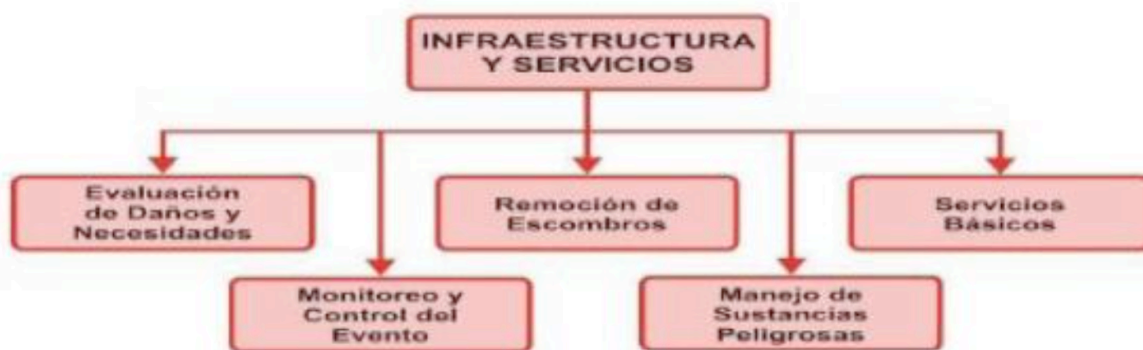 INFRAESTRUCTURA
Y SERVICIOS
Evaluación
de Daños y
Necesidades
Remoción de
Escombros
Servicios
Básicos
Monitoreo y
Control del
Evento
Manejo de
Sustancias
Peligrosas